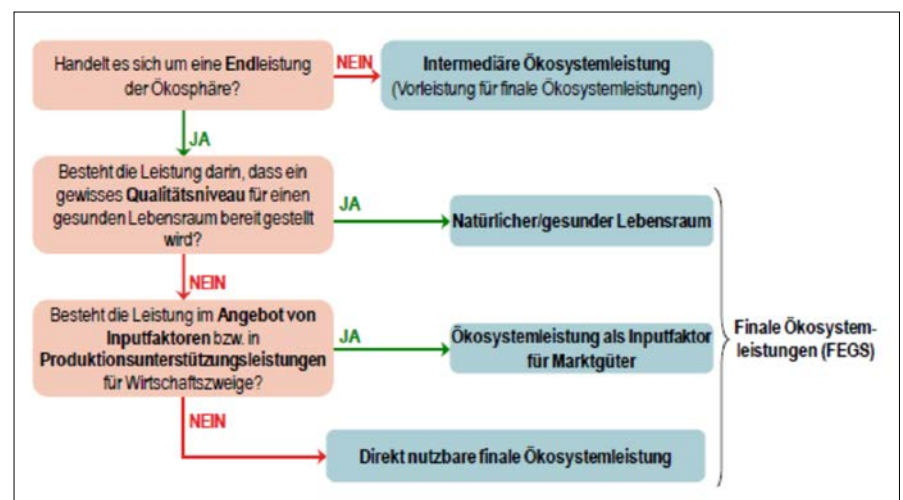 Handelt es sich um eine Endleistung
der Ökosphäre?
NEIN
Intermediäre Ökosystemleistung
(Vorleistung für finale Ökosystemleistungen)
JA
Besteht die Leistung darin, dass ein
gewisses Qualitätsniveau für einen
gesunden Lebensraum bereit gestellt
wird?
JA
Natürlicher/gesunder Lebensraum
NEIN
Besteht die Leistung im Angebot von
Inputfaktoren bzw. in
Produktionsunterstützungsleistungen
für Wirtschaftszweige?
JA
Ökosystemleistung als Inputfaktor
für Marktgüter
Finale Ökosystem-
leistungen (FEGS)
NEIN
Direkt nutzbare finale Ökosystemleistung